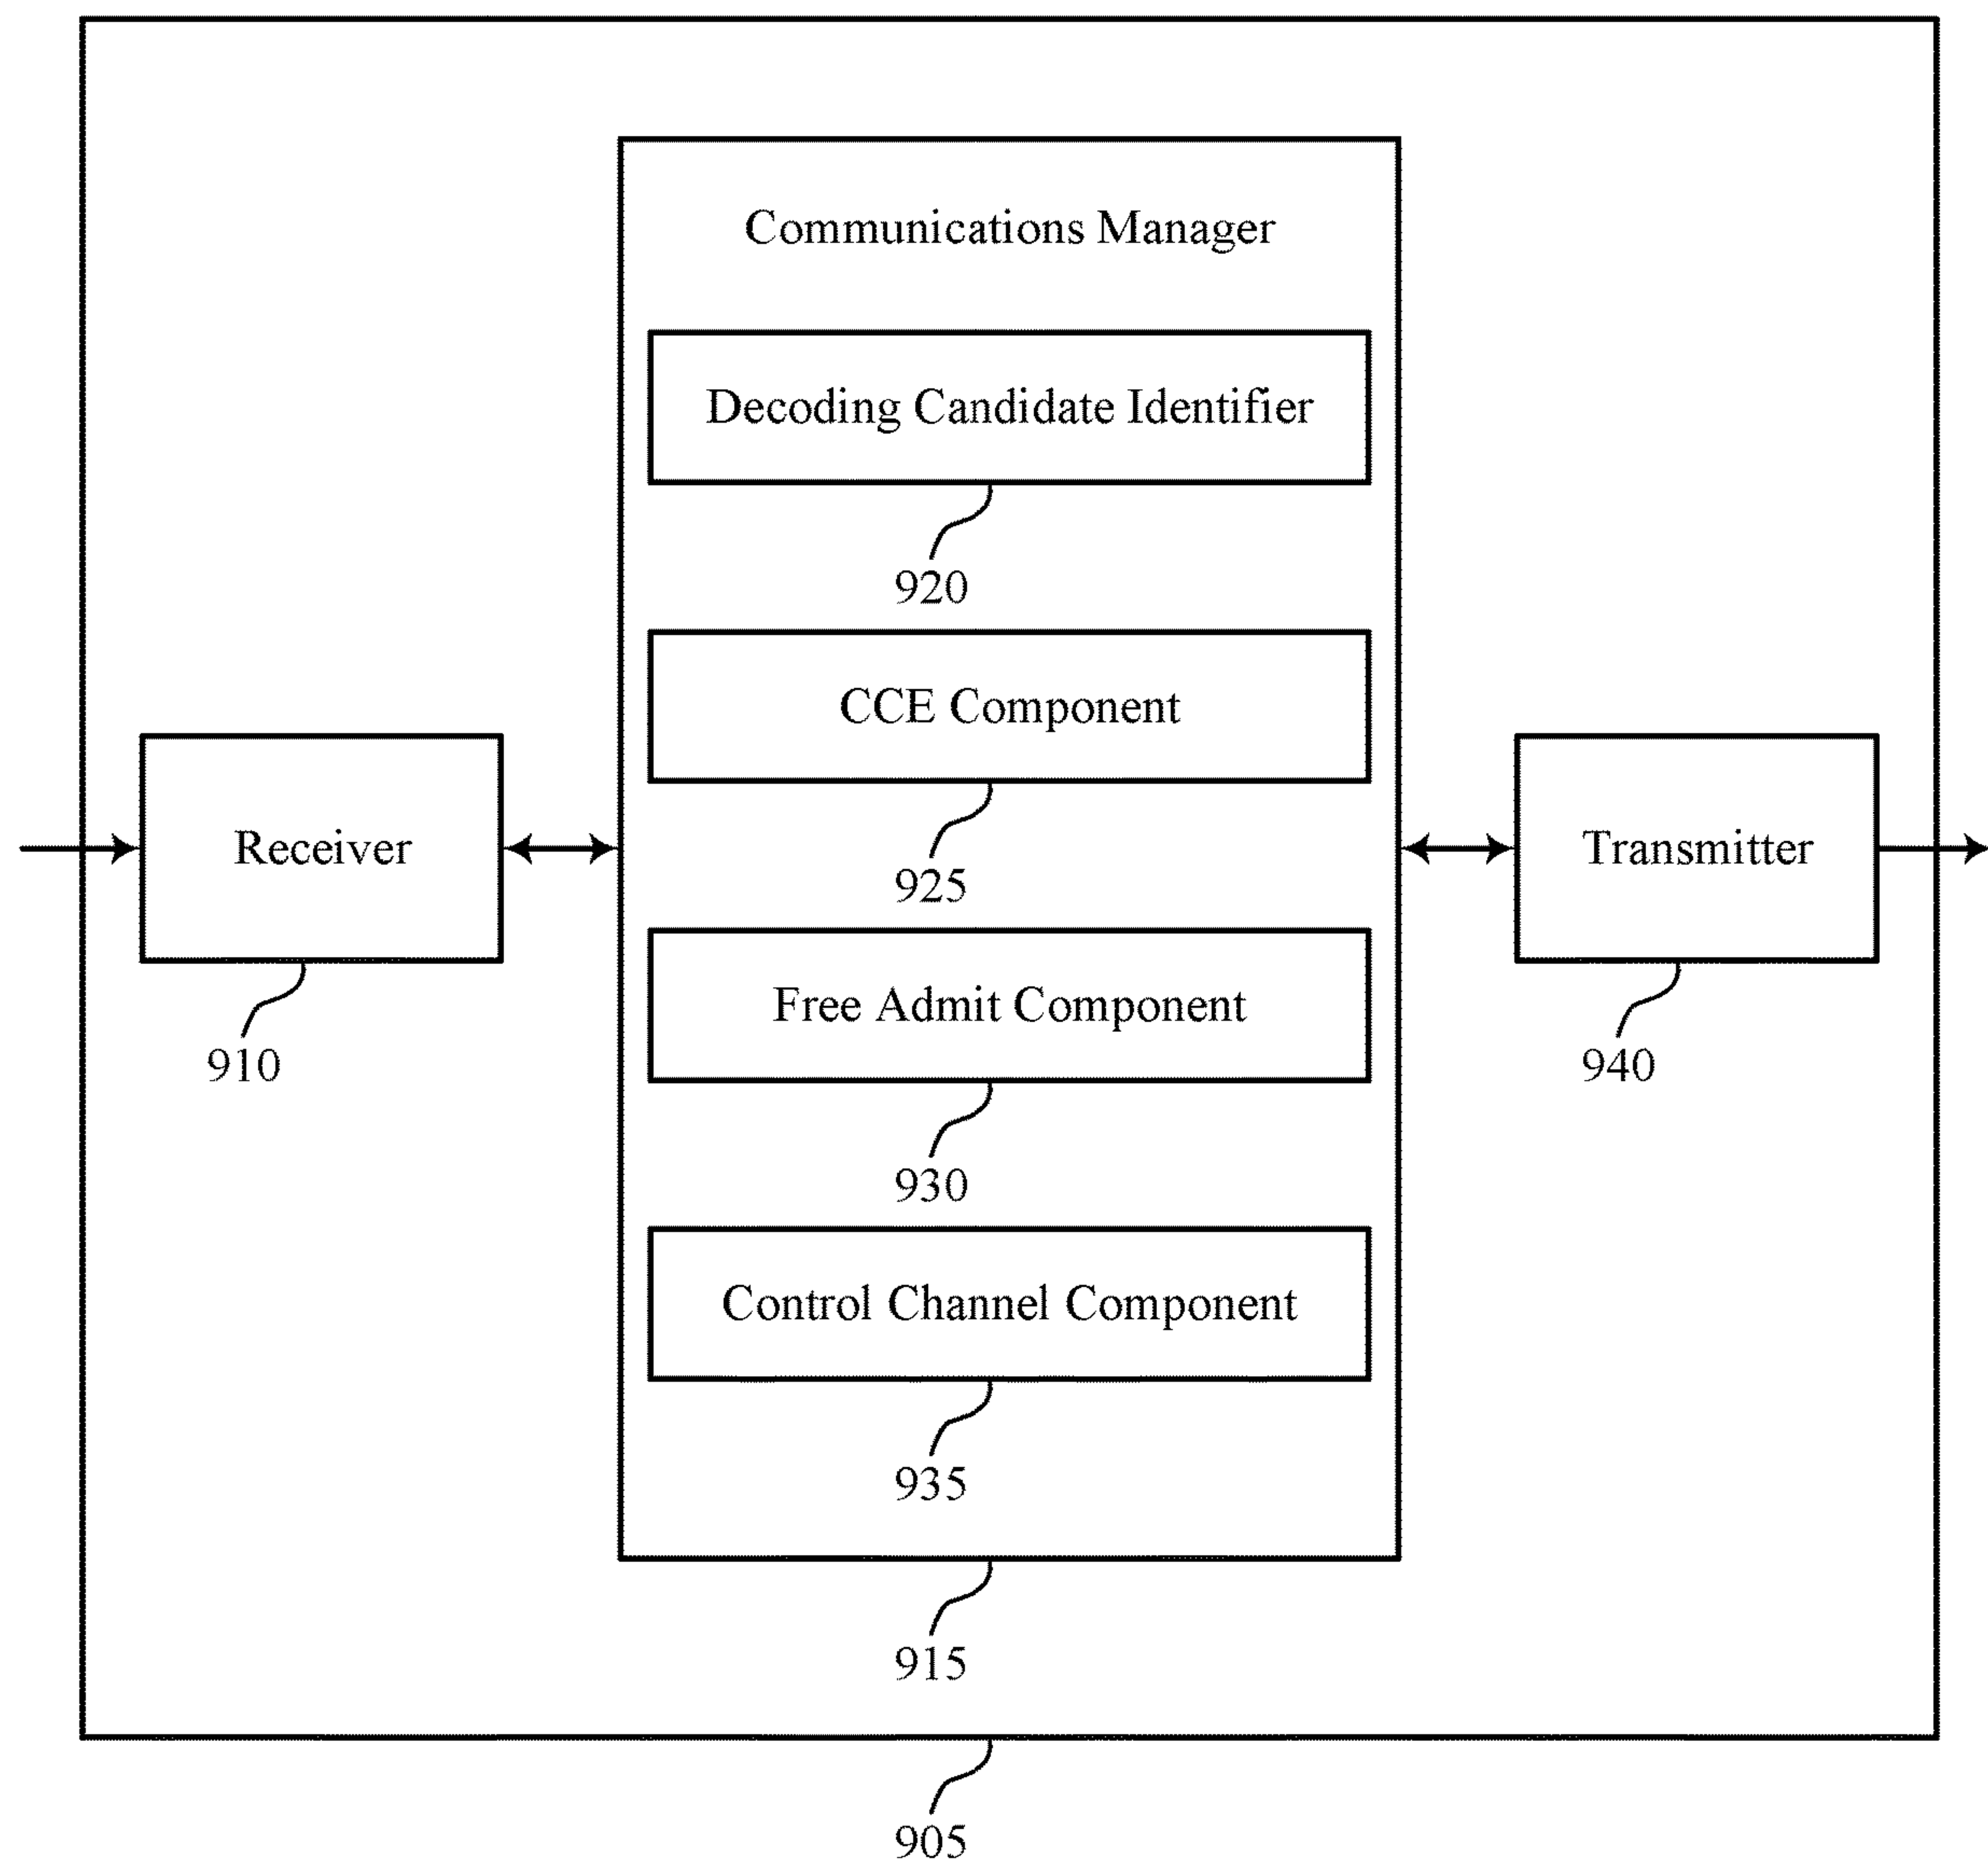 Communications Manager
Decoding Candidate Identifier
920
CCE Component
925
Receiver
910
Transmitter
940
Free Admit Component
930
Control Channel Component
935
915
905